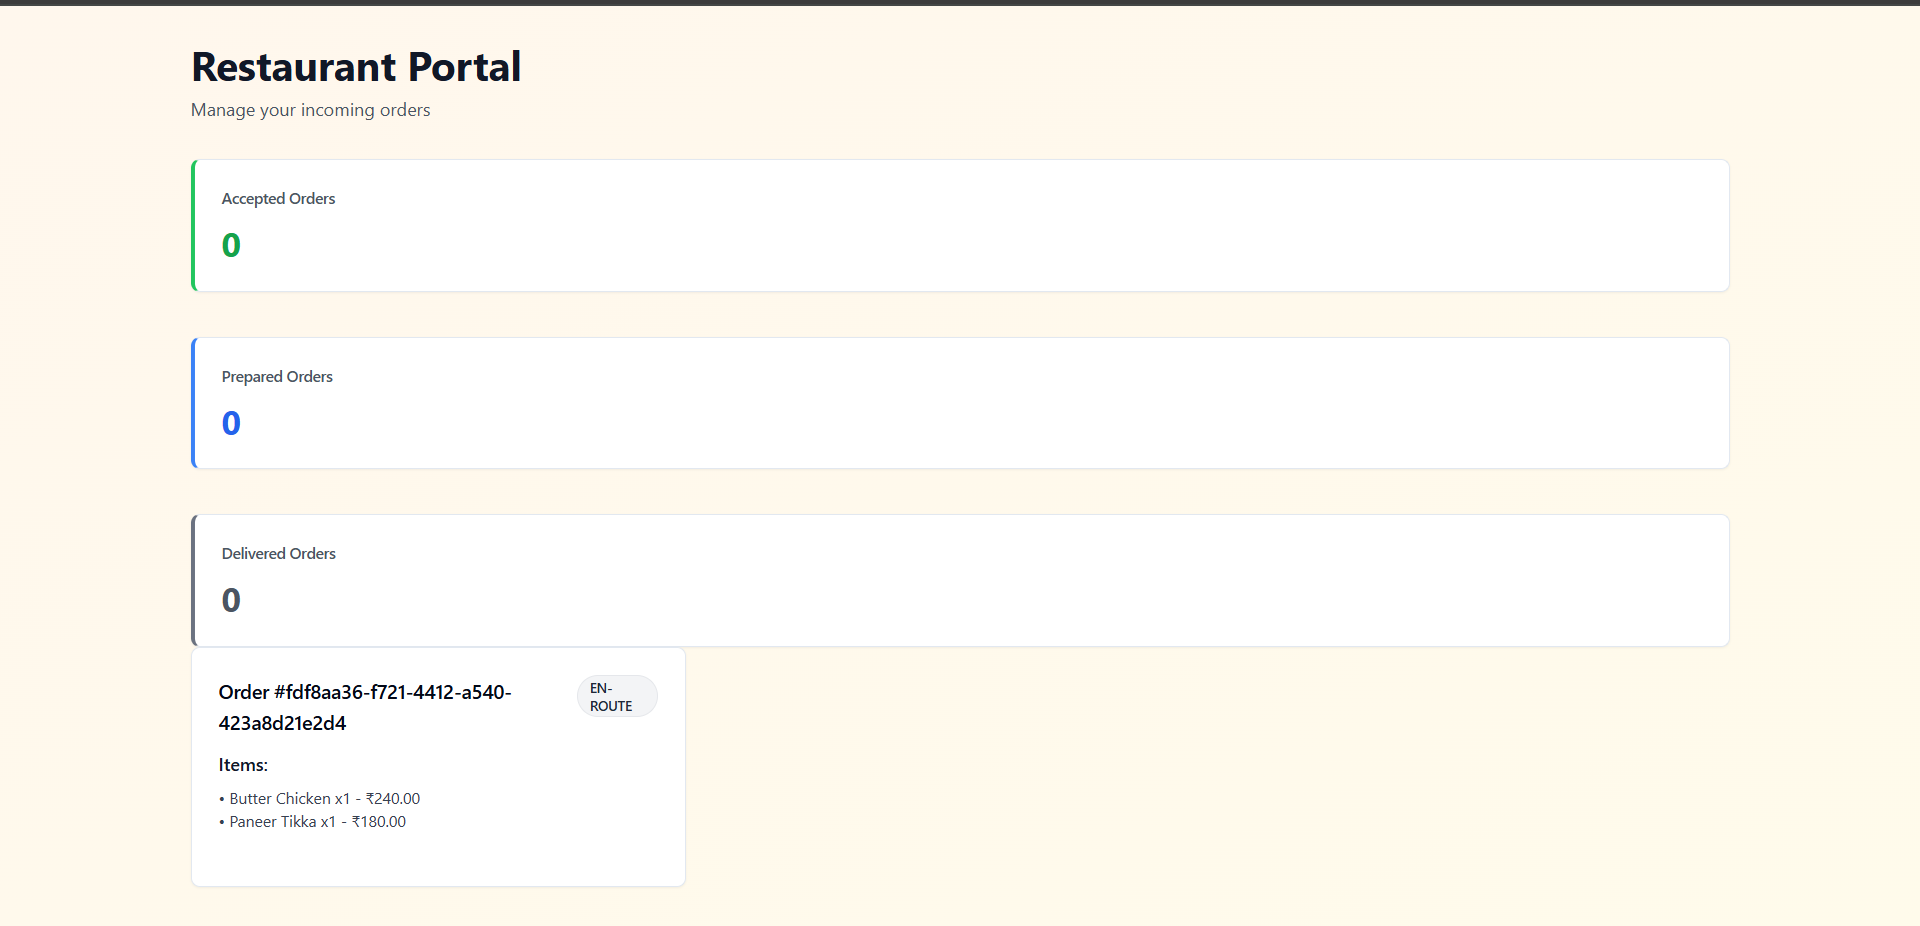 Restaurant Portal
Manage your incoming orders
Accepted Orders
0
Prepared Orders
0
Delivered Orders
0
Order #fdf8aa36-f721-4412-a540-
423a8d21e2d4
EN-
ROUTE
Items:
• Butter Chicken x1 - ₹240.00
• Paneer Tikka x1 - ₹180.00